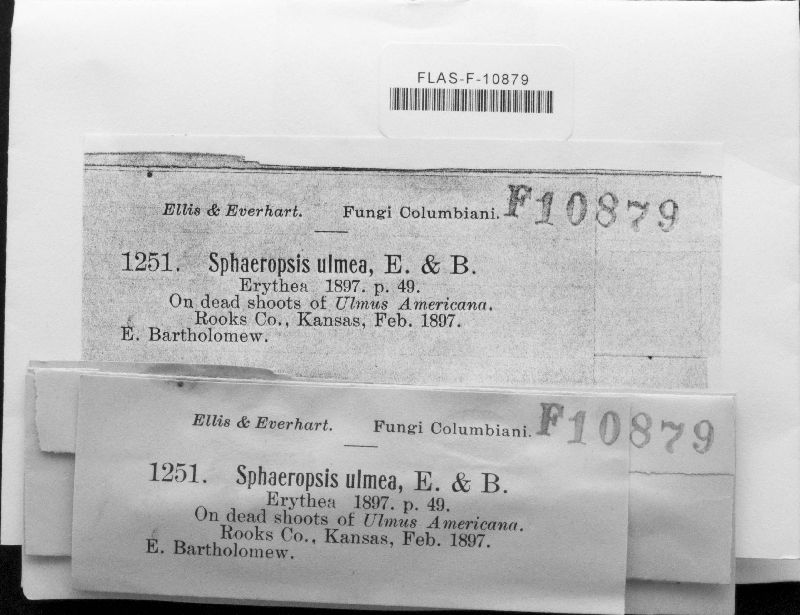 FLAS-F-10879
Ellis & Everhart. Fungi Columbiani. F10879
1251. Sphaeropsis ulmea, E. & B.
Erythea 1897. p. 49.
On dead shoots of Ulmus Americana.
Rooks Co., Kansas, Feb. 1897.
E. Bartholomew.
Ellis & Everhart. Fungi Columbiani. F10879
1251. Sphaeropsis ulmea, E. & B.
Erythea 1897. p. 49.
On dead shoots of Ulmus Americana.
Rooks Co., Kansas, Feb. 1897.
E. Bartholomew.